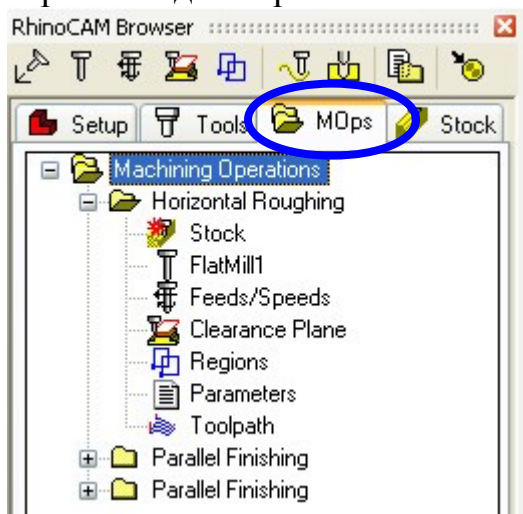 RhinoCAM Browser
Setup Tools MOps Stock
Machining Operations
Horizontal Roughing
Stock
FlatMill1
Feeds/Speeds
Clearance Plane
Regions
Parameters
Toolpath
Parallel Finishing
Parallel Finishing